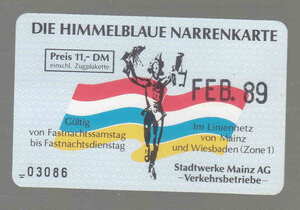 DIE HIMMELBLAUE NARRENKARTE
Preis 11,- DM
einschl. Zugplakette
FEB. 89
Gültig
von Fastnachtssamstag
bis Fastnachtsdienstag
Im Liniennetz
von Mainz
und Wiesbaden (Zone 1)
03086
Stadtwerke Mainz AG
-Verkehrsbetriebe-